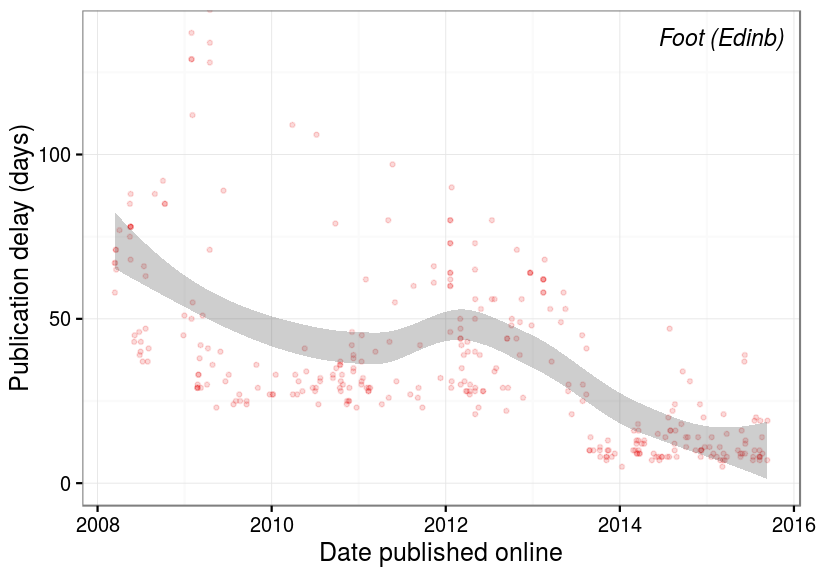 Foot (Edinb)
Publication delay (days)
100
50
0
2008 2010 2012 2014 2016
Date published online